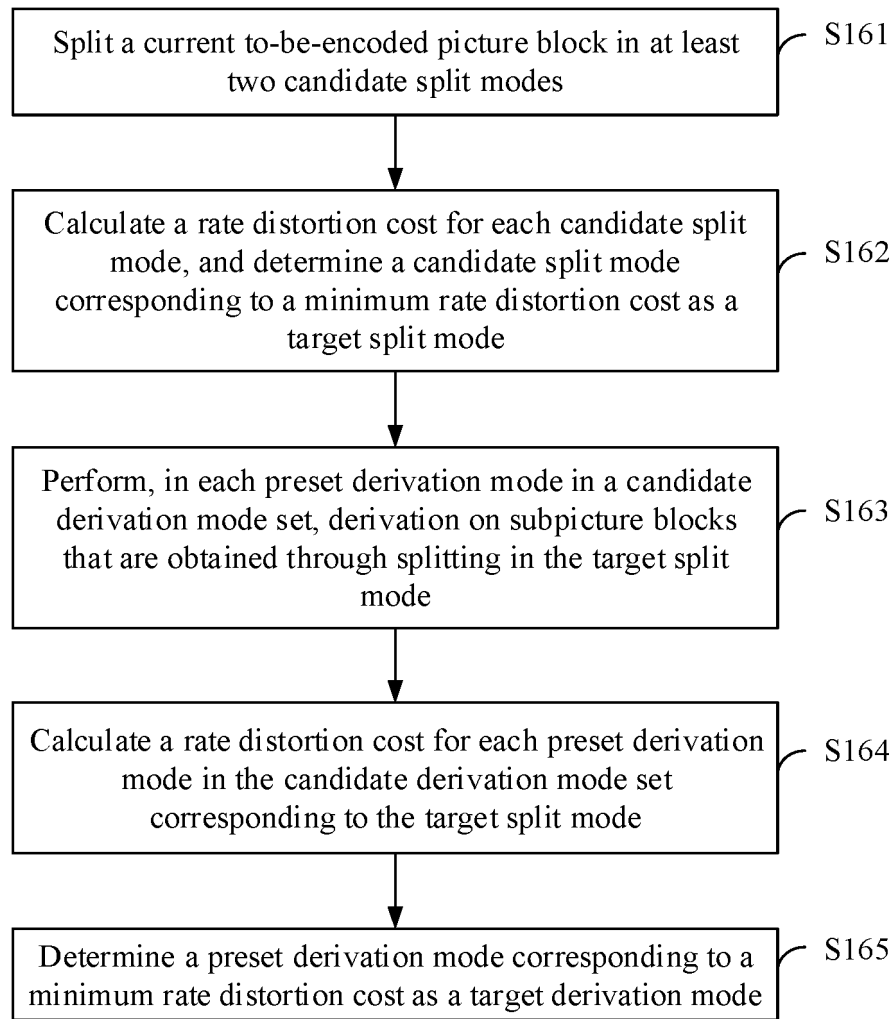 Split a current to-be-encoded picture block in at least
two candidate split modes
S161
Calculate a rate distortion cost for each candidate split
mode, and determine a candidate split mode
corresponding to a minimum rate distortion cost as a
target split mode
S162
Perform, in each preset derivation mode in a candidate
derivation mode set, derivation on subpicture blocks
that are obtained through splitting in the target split
mode
S163
Calculate a rate distortion cost for each preset derivation
mode in the candidate derivation mode set
corresponding to the target split mode
S164
Determine a preset derivation mode corresponding to a
minimum rate distortion cost as a target derivation mode
S165